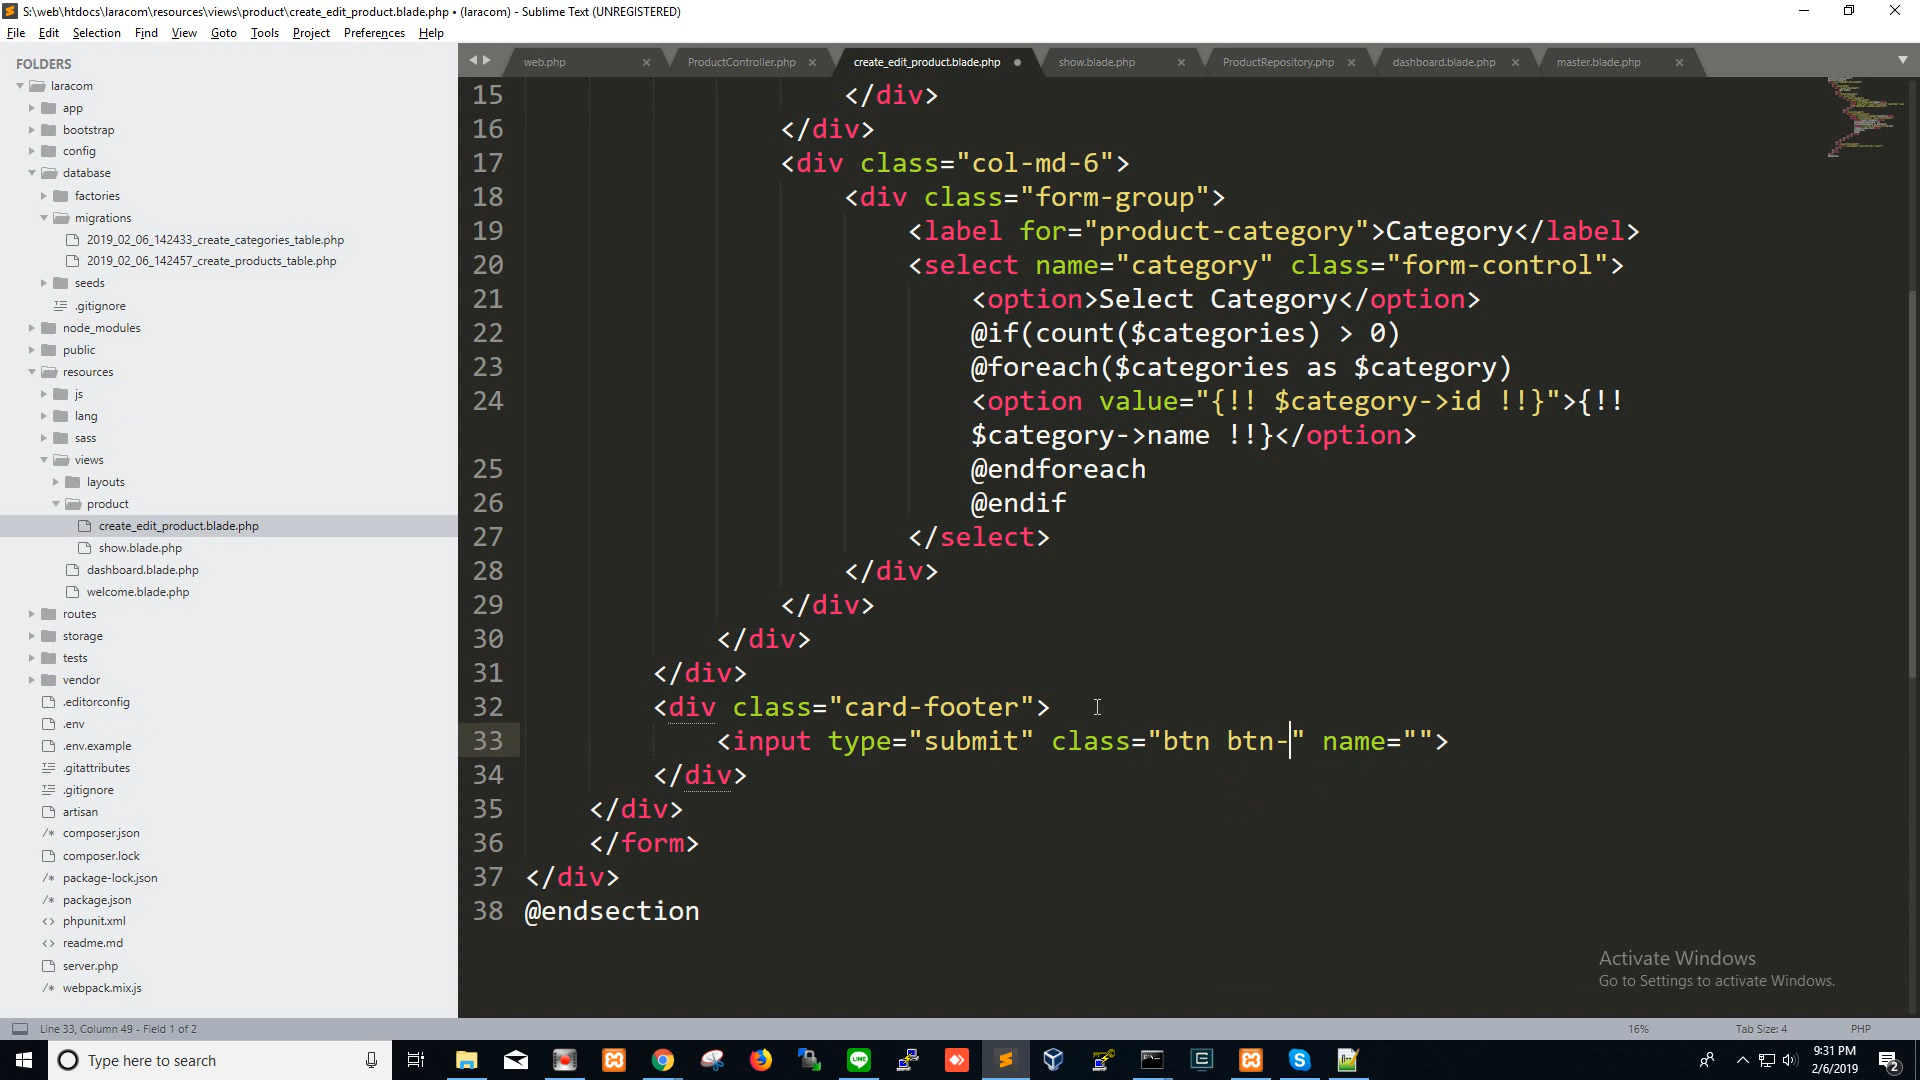 S:\web\htdocs\laracom\resources\views\product\create_edit_product.blade.php • (laracom) - Sublime Text (UNREGISTERED)
File Edit Selection Find View Goto Tools Project Preferences Help
FOLDERS
laracom
app
bootstrap
config
database
factories
migrations
2019_02_06_142433_create_categories_table.php
2019_02_06_142457_create_products_table.php
seeds
.gitignore
node_modules
public
resources
js
lang
sass
views
layouts
product
create_edit_product.blade.php
show.blade.php
dashboard.blade.php
welcome.blade.php
routes
storage
tests
vendor
.editorconfig
.env
.env.example
.gitattributes
.gitignore
artisan
composer.json
composer.lock
package-lock.json
package.json
phpunit.xml
readme.md
server.php
webpack.mix.js
web.php ProductController.php create_edit_product.blade.php show.blade.php ProductRepository.php dashboard.blade.php master.blade.php
15 </div>
16 </div>
17 <div class="col-md-6">
18 <div class="form-group">
19 <label for="product-category">Category</label>
20 <select name="category" class="form-control">
21 <option>Select Category</option>
22 @if(count($categories) > 0)
23 @foreach($categories as $category)
24 <option value="{!! $category->id !!}">{!!
$category->name !!}</option>
25 @endforeach
26 @endif
27 </select>
28 </div>
29 </div>
30 </div>
31 </div>
32 <div class="card-footer">
33 <input type="submit" class="btn btn-" name="">
34 </div>
35 </div>
36 </form>
37 </div>
38 @endsection
Activate Windows
Go to Settings to activate Windows.
Line 33, Column 49 - Field 1 of 2 16% Tab Size: 4 PHP
Type here to search
9:31 PM
2/6/2019
2